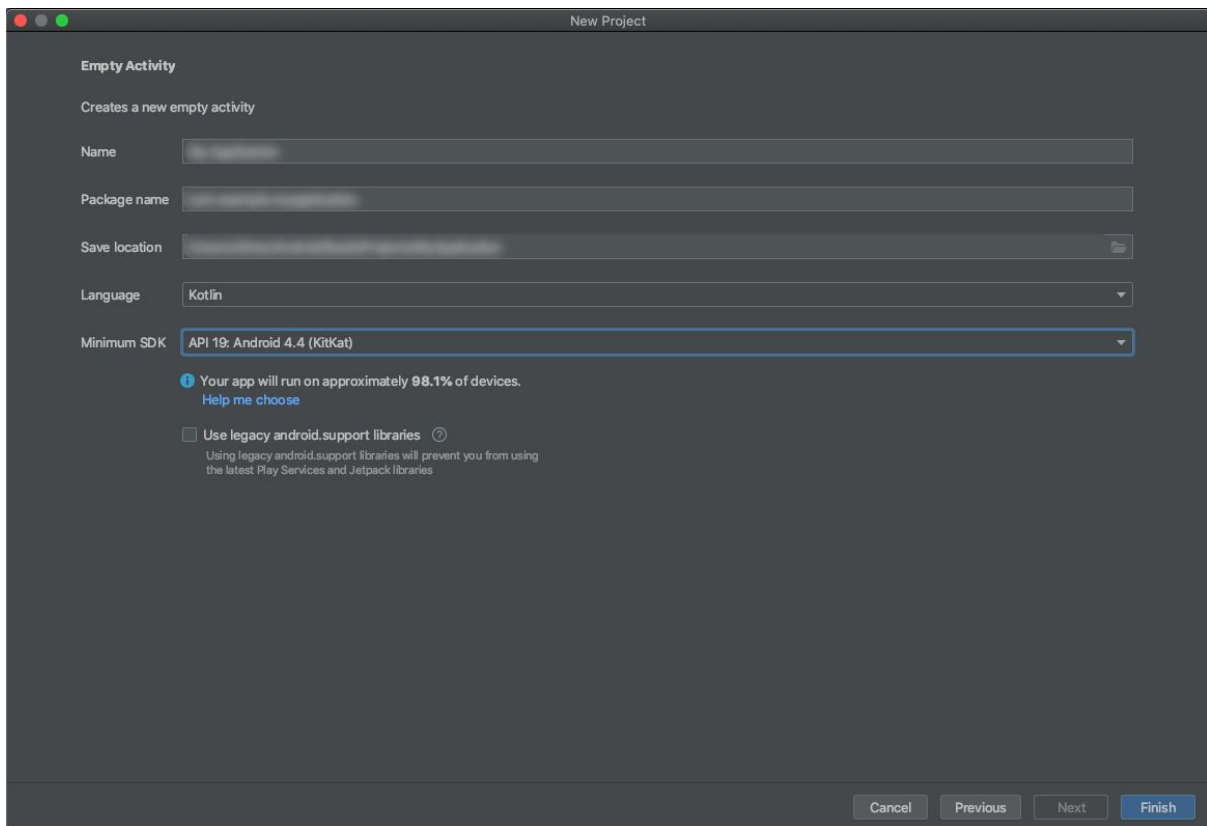 New Project
Empty Activity
Creates a new empty activity
Name
Package name
Save location
Language Kotlin
Minimum SDK API 19: Android 4.4 (KitKat)
Your app will run on approximately 98.1% of devices.
Help me choose
Use legacy android.support libraries ?
Using legacy android.support libraries will prevent you from using
the latest Play Services and Jetpack libraries
Cancel Previous Next Finish